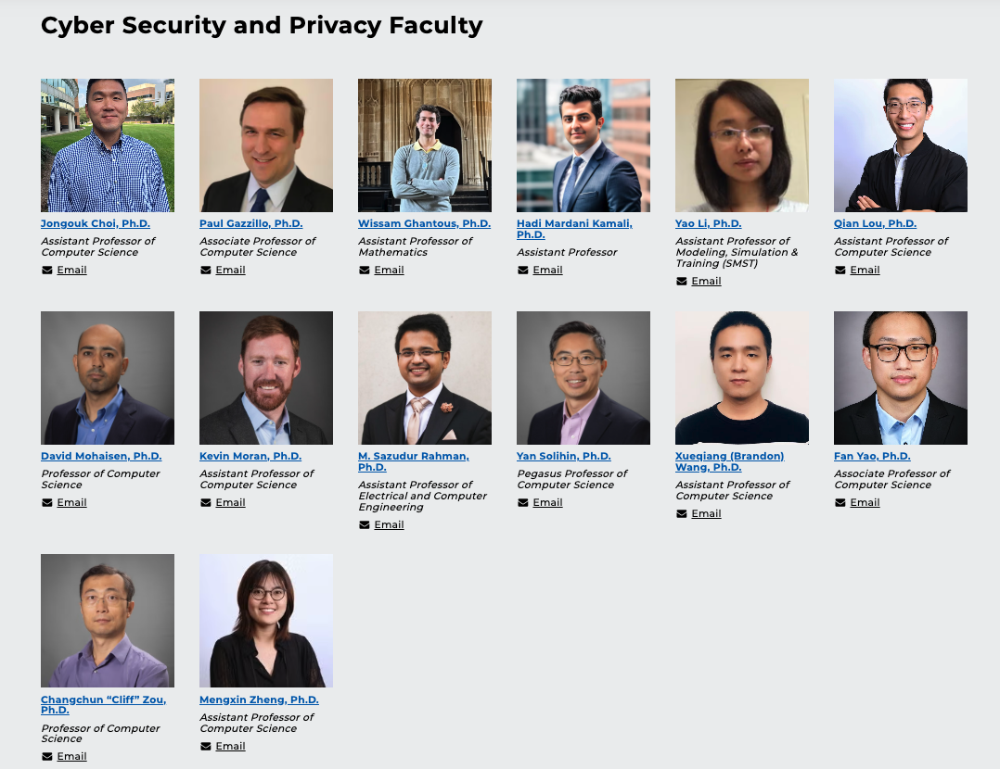 Cyber Security and Privacy Faculty
Jongouk Choi, Ph.D.
Assistant Professor of
Computer Science
Email
Paul Gazzillo, Ph.D.
Associate Professor of
Computer Science
Email
Wissam Ghantous, Ph.D.
Assistant Professor of
Mathematics
Email
Hadi Mardani Kamali,
Ph.D.
Assistant Professor
Email
Yao Li, Ph.D.
Assistant Professor of
Modeling, Simulation &
Training (SMST)
Email
Qian Lou, Ph.D.
Assistant Professor of
Computer Science
Email
David Mohaisen, Ph.D.
Professor of Computer
Science
Email
Kevin Moran, Ph.D.
Assistant Professor of
Computer Science
Email
M. Sazudur Rahman,
Ph.D.
Assistant Professor of
Electrical and Computer
Engineering
Email
Yan Solihin, Ph.D.
Pegasus Professor of
Computer Science
Email
Xueqiang (Brandon)
Wang, Ph.D.
Assistant Professor of
Computer Science
Email
Fan Yao, Ph.D.
Associate Professor of
Computer Science
Email
Changchun “Cliff” Zou,
Ph.D.
Professor of Computer
Science
Email
Mengxin Zheng, Ph.D.
Assistant Professor of
Computer Science
Email